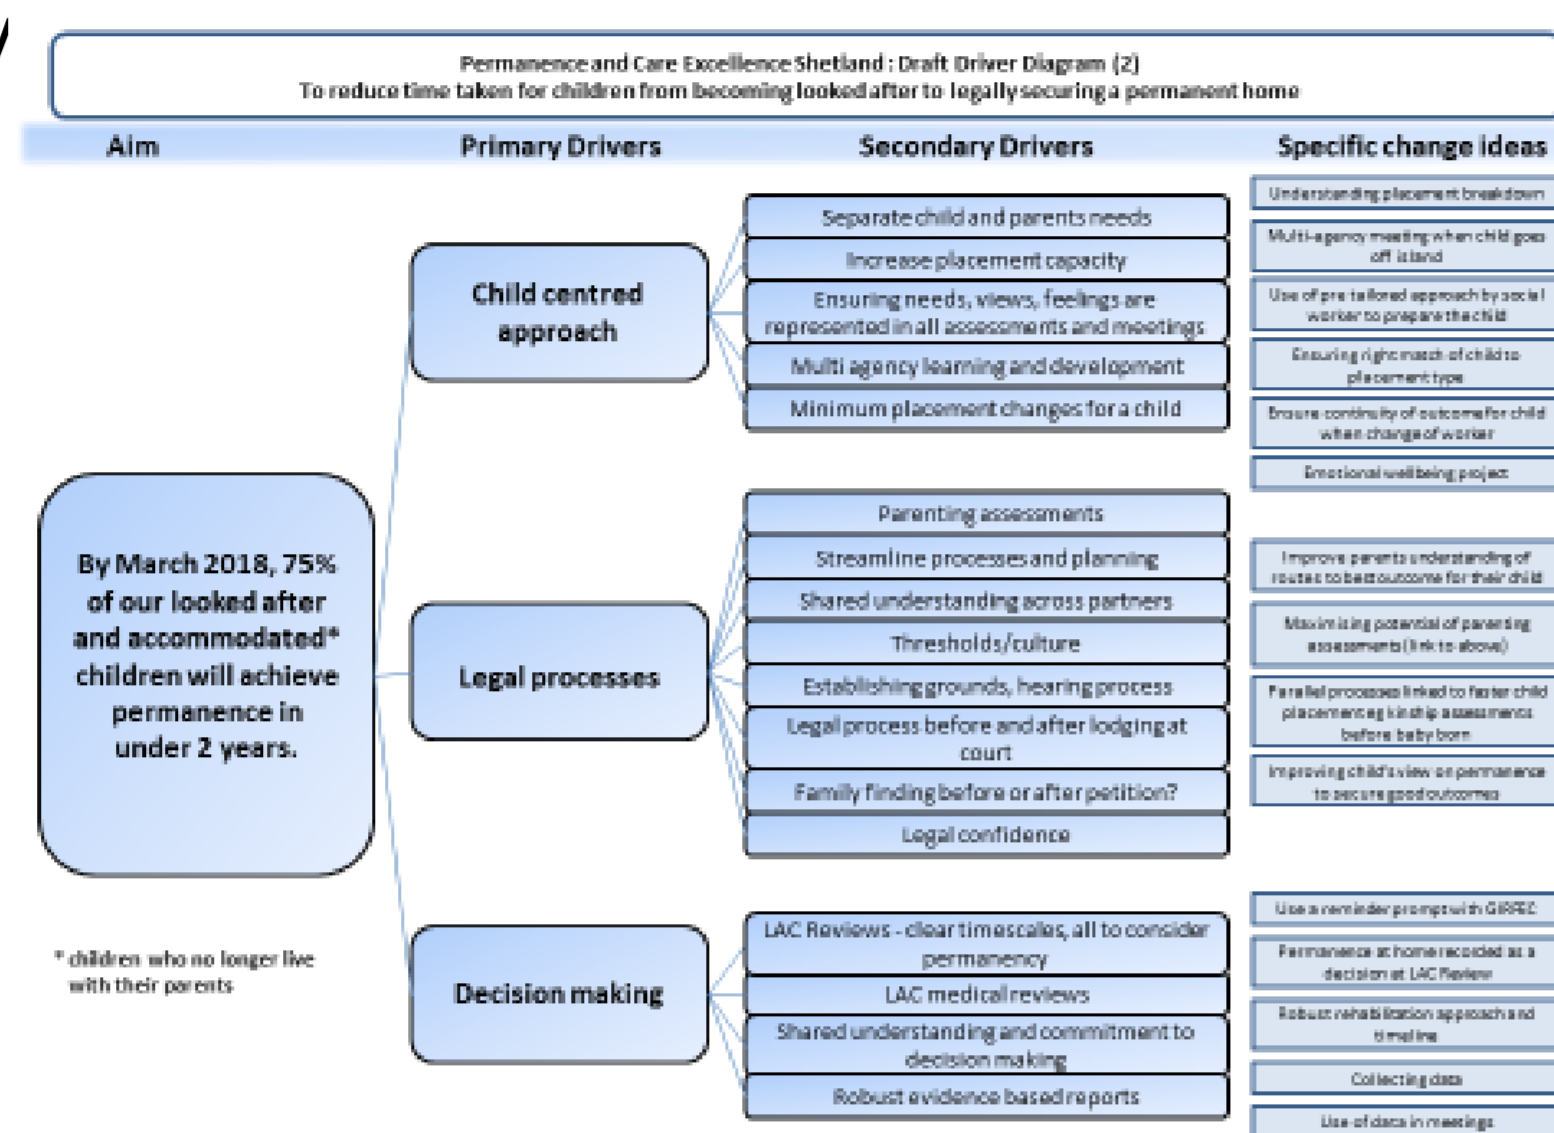 Permanence and Care Excellence Shetland : Draft Driver Diagram (2)
To reduce time taken for children from becoming looked after to legally securing a permanent home
Aim
Primary Drivers
Secondary Drivers
Specific change ideas
By March 2018, 75%
of our looked after
and accommodated*
children will achieve
permanence in
under 2 years.
* children who no longer live
with their parents
Child centred
approach
Separate child and parents needs
Increase placement capacity
Ensuring needs, views, feelings are
represented in all assessments and meetings
Multi agency learning and development
Minimum placement changes for a child
Understanding placement breakdown
Multi-agency meeting when child goes
off island
Use of pre tailored approach by social
worker to prepare the child
Ensuring right match of child to
placement type
Ensure continuity of outcome for child
when change of worker
Emotional wellbeing project
Legal processes
Parenting assessments
Streamline processes and planning
Shared understanding across partners
Thresholds/culture
Establishing grounds, hearing process
Legal process before and after lodging at
court
Family finding before or after petition?
Legal confidence
Improve parents understanding of
routes to best outcome for their child
Maximising potential of parenting
assessments (link to above)
Parallel processes linked to faster child
placement eg kinship assessments
before baby born
Improving child's view on permanence
to secure good outcomes
Decision making
LAC Reviews - clear timescales, all to consider
permanency
LAC medical reviews
Shared understanding and commitment to
decision making
Robust evidence based reports
Use a reminder prompt with GIRFEC
Permanence at home recorded as a
decision at LAC Review
Robust rehabilitation approach and
timeline
Collecting data
Use of data in meetings